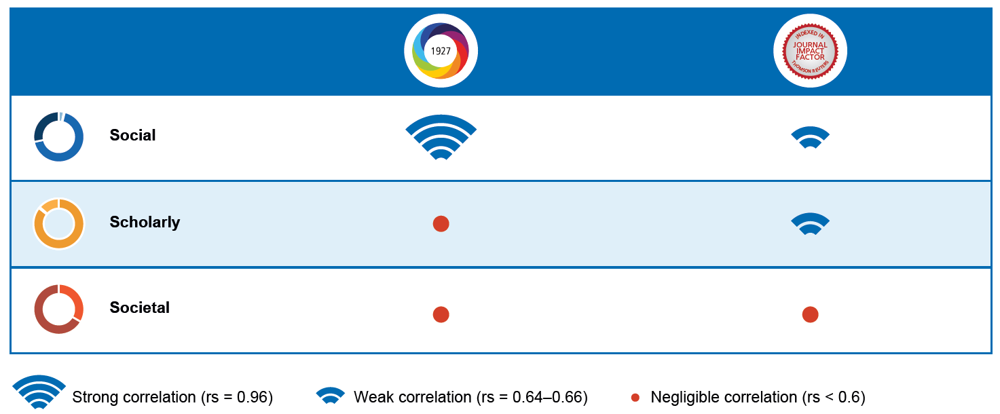 1927
INDEXED IN
JOURNAL
IMPACT
FACTOR
THOMSON REUTERS
Social
Scholarly
Societal
Strong correlation (rs = 0.96)
Weak correlation (rs = 0.64–0.66)
Negligible correlation (rs < 0.6)